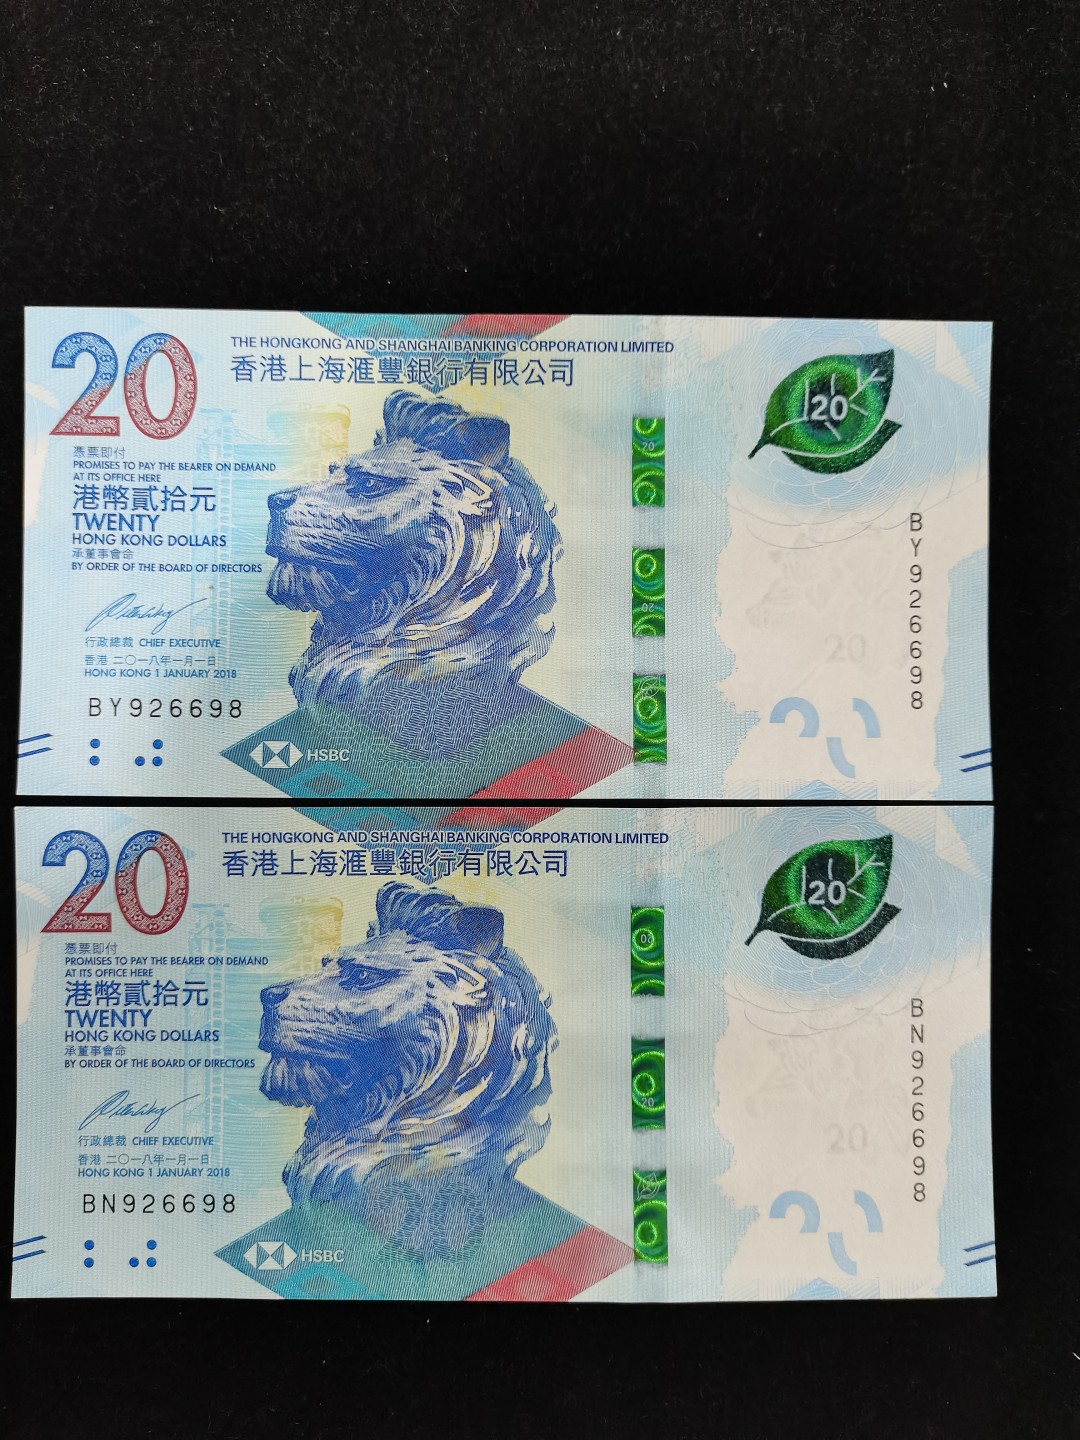 20
THE HONGKONG AND SHANGHAI BANKING CORPORATION LIMITED
香港上海滙豐銀行有限公司
憑票即付
PROMISES TO PAY THE BEARER ON DEMAND
AT ITS OFFICE HERE
港幣貳拾元
TWENTY
HONG KONG DOLLARS
承董事會命
BY ORDER OF THE BOARD OF DIRECTORS
行政總裁 CHIEF EXECUTIVE
香港 二〇一八年一月一日
HONG KONG 1 JANUARY 2018
BY926698
HSBC
20
20
20
BY926698
20
20
THE HONGKONG AND SHANGHAI BANKING CORPORATION LIMITED
香港上海滙豐銀行有限公司
憑票即付
PROMISES TO PAY THE BEARER ON DEMAND
AT ITS OFFICE HERE
港幣貳拾元
TWENTY
HONG KONG DOLLARS
承董事會命
BY ORDER OF THE BOARD OF DIRECTORS
行政總裁 CHIEF EXECUTIVE
香港 二〇一八年一月一日
HONG KONG 1 JANUARY 2018
BN926698
HSBC
20
20
20
BN926698
20